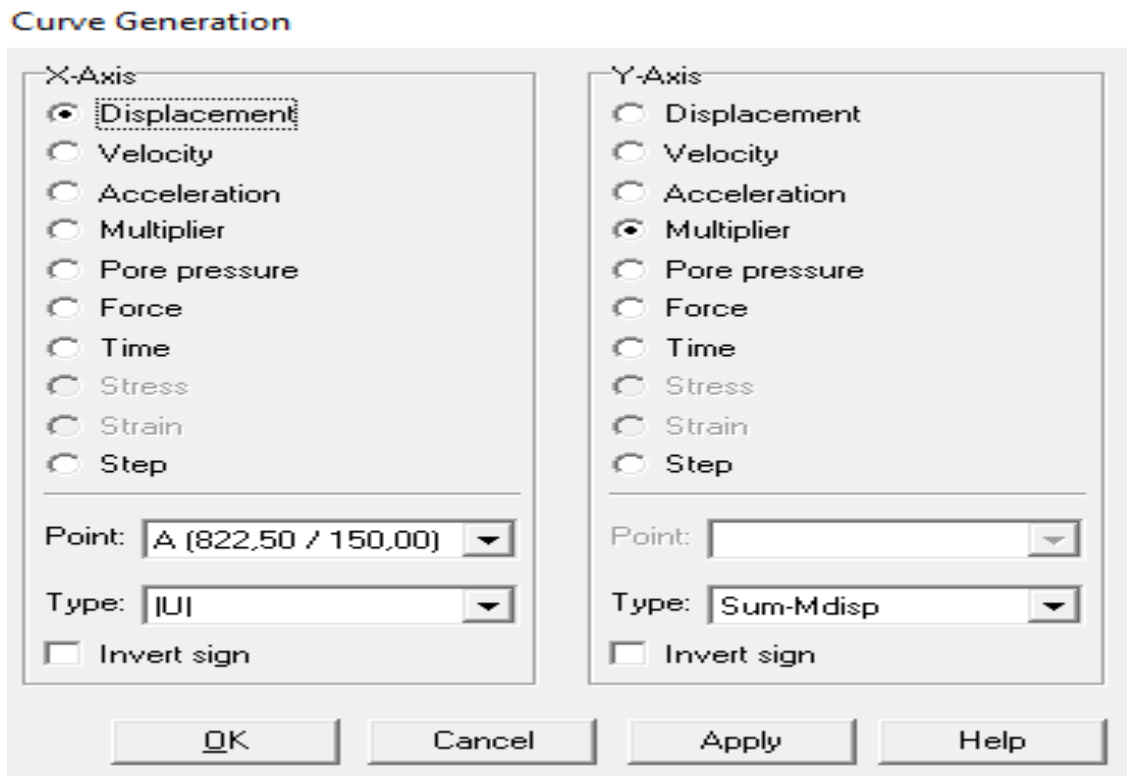 Curve Generation
X-Axis
Displacement
Velocity
Acceleration
Multiplier
Pore pressure
Force
Time
Stress
Strain
Step
Point: A (822,50 / 150,00)
Type: |U|
Invert sign
Y-Axis
Displacement
Velocity
Acceleration
Multiplier
Pore pressure
Force
Time
Stress
Strain
Step
Point:
Type: Sum-Mdisp
Invert sign
OK Cancel Apply Help